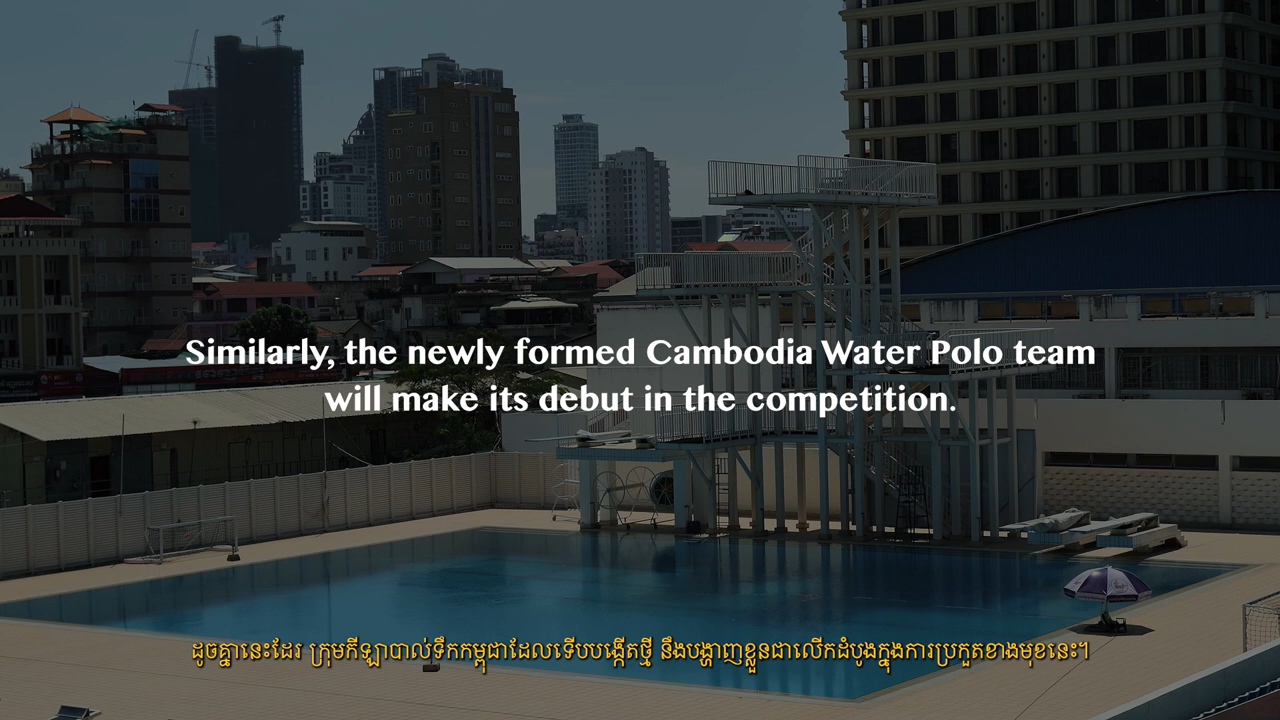 Similarly, the newly formed Cambodia Water Polo team
will make its debut in the competition.
ដូចគ្នានេះដែរ ក្រុមកីឡាបាល់ទឹកកម្ពុជាដែលទើបបង្កើតថ្មី នឹងបង្ហាញខ្លួនជាលើកដំបូងក្នុងការប្រកួតខាងមុខនេះ។